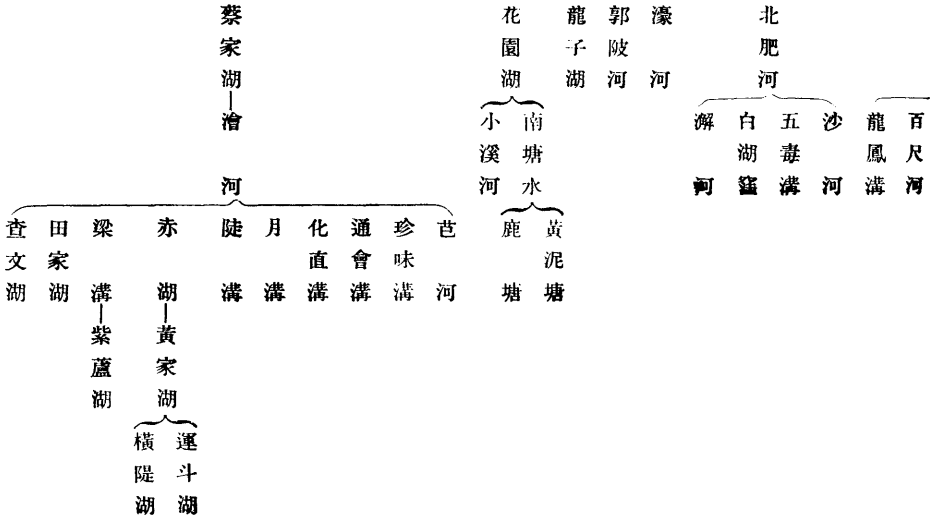 北肥河
濠河
郭陂河
龍子湖
花園湖
蔡家湖
百尺河
龍鳳溝
沙河
五毒溝
白湖窪
澥河
南塘水
小溪河
澮河
黃泥塘
鹿塘
芭河
珍味溝
通會溝
化直溝
月溝
陡溝
赤湖
梁溝
田家湖
查文湖
黃家湖
紫蘆湖
運斗湖
橫隄湖